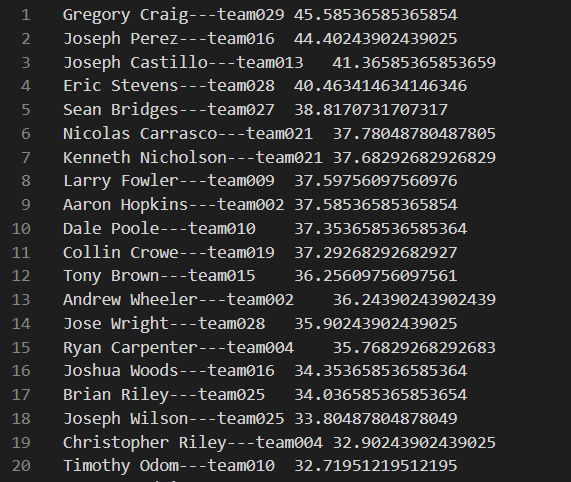 1 Gregory Craig---team029 45.58536585365854
2 Joseph Perez---team016 44.40243902439025
3 Joseph Castillo---team013 41.36585365853659
4 Eric Stevens---team028 40.463414634146346
5 Sean Bridges---team027 38.8170731707317
6 Nicolas Carrasco---team021 37.78048780487805
7 Kenneth Nicholson---team021 37.68292682926829
8 Larry Fowler---team009 37.59756097560976
9 Aaron Hopkins---team002 37.58536585365854
10 Dale Poole---team010 37.353658536585364
11 Collin Crowe---team019 37.29268292682927
12 Tony Brown---team015 36.25609756097561
13 Andrew Wheeler---team002 36.24390243902439
14 Jose Wright---team028 35.90243902439025
15 Ryan Carpenter---team004 35.76829268292683
16 Joshua Woods---team016 34.353658536585364
17 Brian Riley---team025 34.036585365853654
18 Joseph Wilson---team025 33.80487804878049
19 Christopher Riley---team004 32.90243902439025
20 Timothy Odom---team010 32.71951219512195